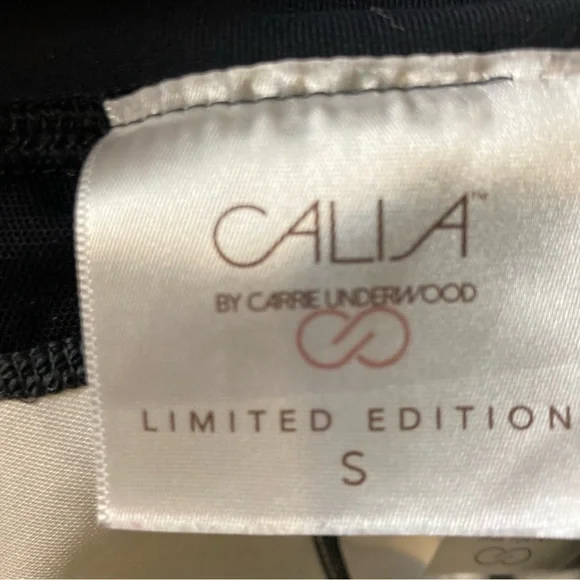 CALIA™
BY CARRIE UNDERWOOD
LIMITED EDITION
S